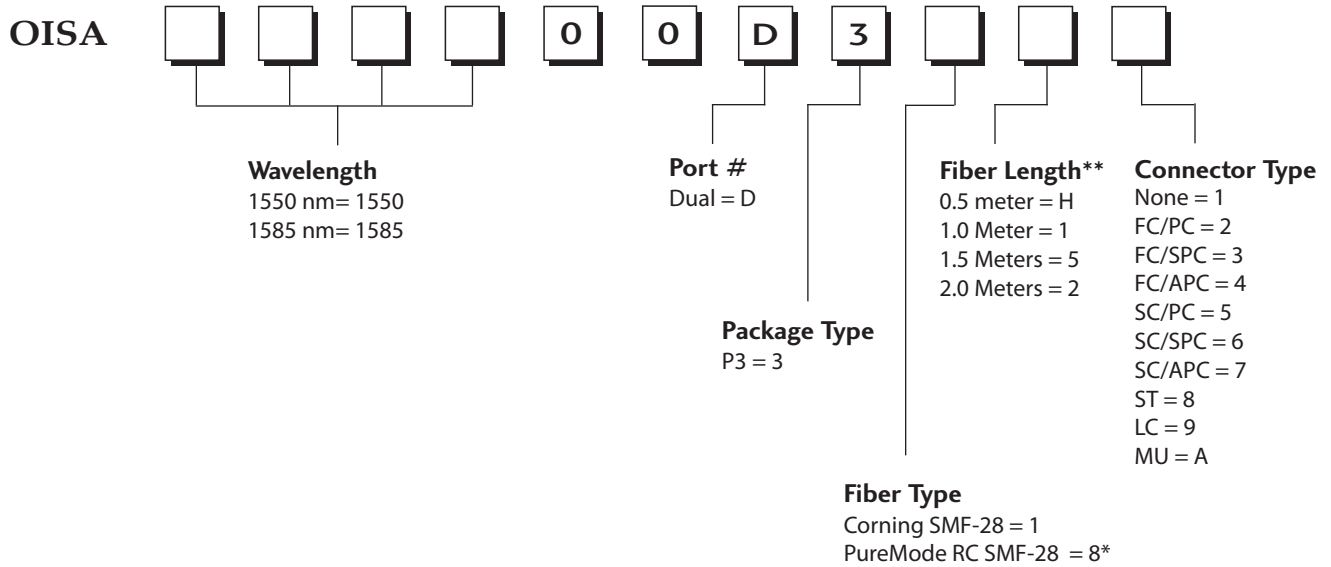 OISA 0 0 D 3
Wavelength
1550 nm= 1550
1585 nm= 1585
Port #
Dual = D
Package Type
P3 = 3
Fiber Type
Corning SMF-28 = 1
PureMode RC SMF-28 = 8*
Fiber Length**
0.5 meter = H
1.0 Meter = 1
1.5 Meters = 5
2.0 Meters = 2
Connector Type
None = 1
FC/PC = 2
FC/SPC = 3
FC/APC = 4
SC/PC = 5
SC/SPC = 6
SC/APC = 7
ST = 8
LC = 9
MU = A